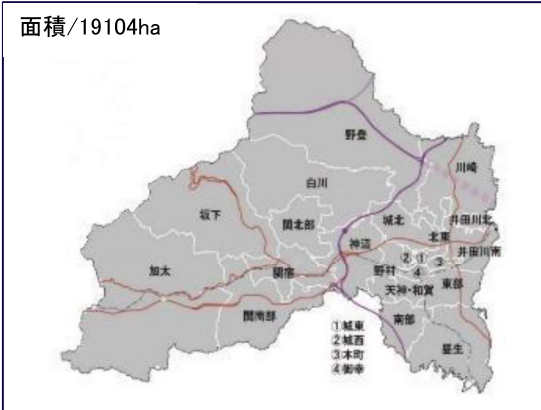 面積/19104ha
野登
川崎
白川
坂下
関北部
城北
井田川北
北東
神辺
井田川南
加太
関宿
野村
②
①
③
④
東部
天神・和賀
関南部
南部
昼生
①城東
②城西
③本町
④御幸